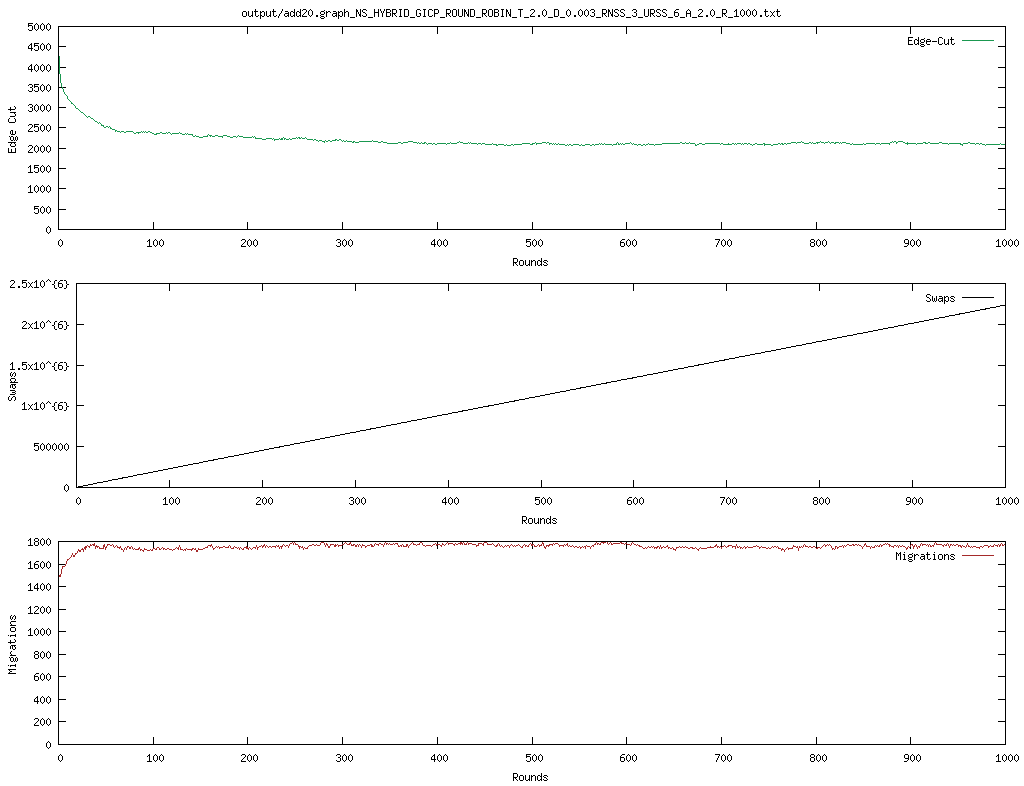 output/add20.graph_NS_HYBRID_GICP_ROUND_ROBIN_T_2.0_D_0.003_RNSS_3_URSS_6_A_2.0_R_1000.txt
5000
4500
4000
3500
3000
2500
2000
1500
1000
500
0
Edge Cut
Edge-Cut
0 100 200 300 400 500 600 700 800 900 1000
Rounds
2.5x10^{6}
2x10^{6}
1.5x10^{6}
1x10^{6}
500000
0
Swaps
Swaps
0 100 200 300 400 500 600 700 800 900 1000
Rounds
1800
1600
1400
1200
1000
800
600
400
200
0
Migrations
Migrations
0 100 200 300 400 500 600 700 800 900 1000
Rounds